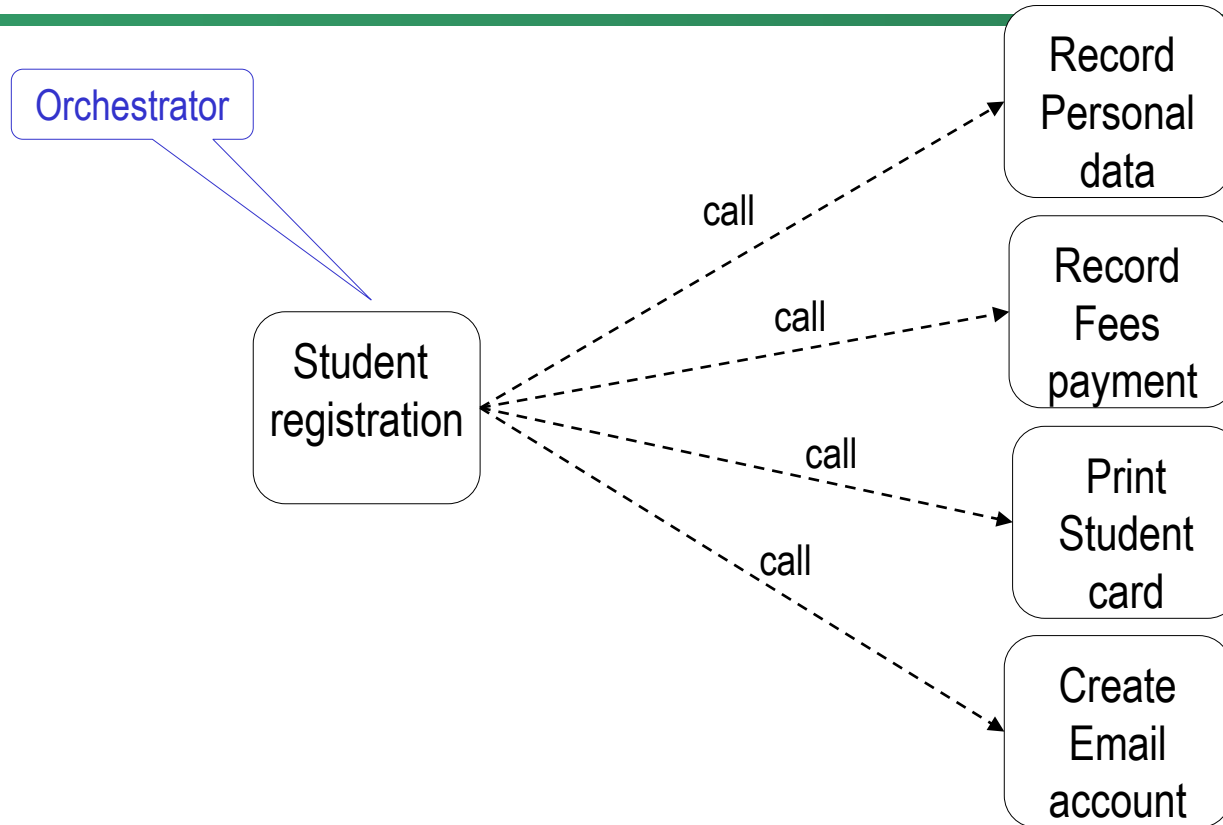 Orchestrator
Student
registration
call
call
call
call
Record
Personal
data
Record
Fees
payment
Print
Student
card
Create
Email
account